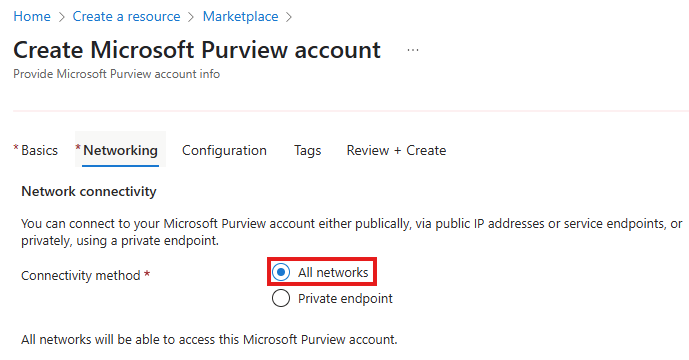 Home > Create a resource > Marketplace >
Create Microsoft Purview account ...
Provide Microsoft Purview account info
* Basics * Networking Configuration Tags Review + Create
Network connectivity
You can connect to your Microsoft Purview account either publically, via public IP addresses or service endpoints, or
privately, using a private endpoint.
Connectivity method * All networks
Private endpoint
All networks will be able to access this Microsoft Purview account.